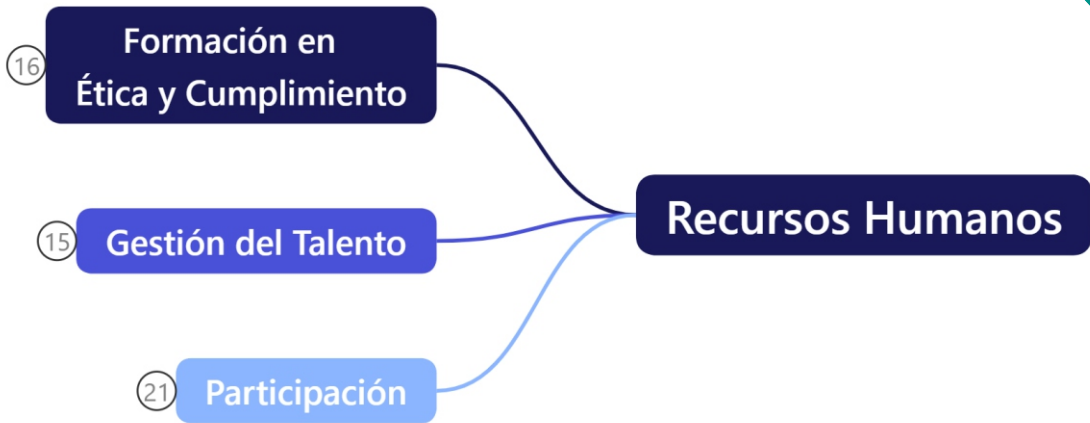 16
Formación en
Ética y Cumplimiento
Recursos Humanos
15
Gestión del Talento
21
Participación